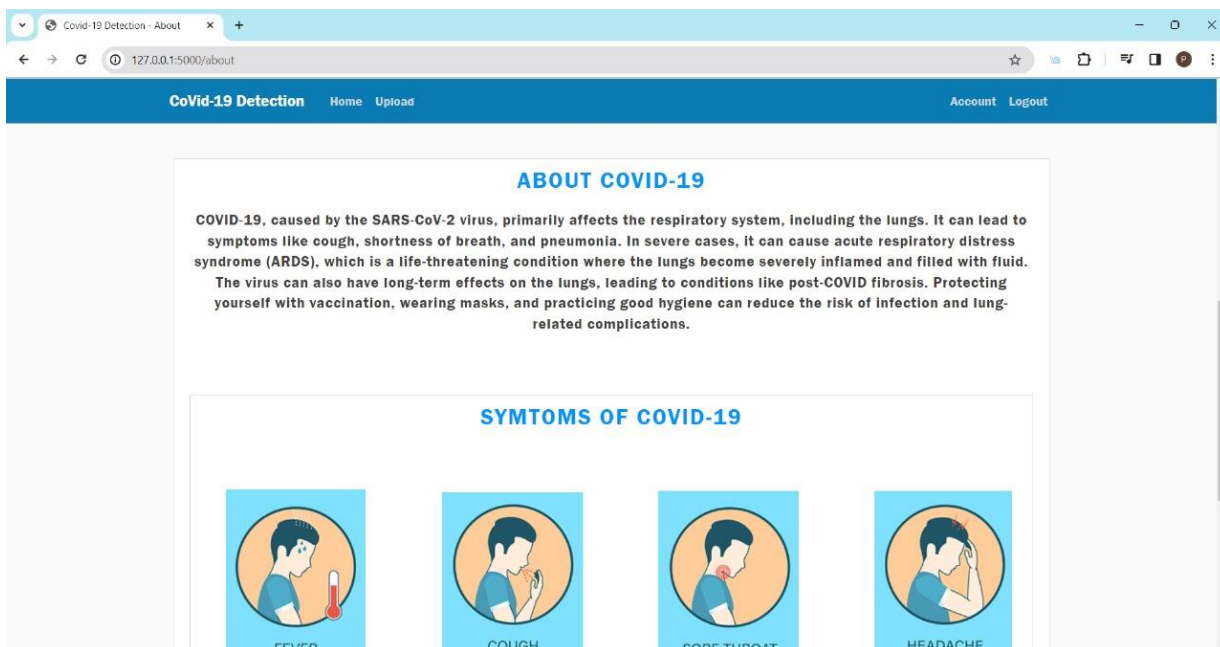 Covid-19 Detection - About
127.0.0.1:5000/about
P
CoVid-19 Detection Home Upload Account Logout
ABOUT COVID-19
COVID-19, caused by the SARS-CoV-2 virus, primarily affects the respiratory system, including the lungs. It can lead to
symptoms like cough, shortness of breath, and pneumonia. In severe cases, it can cause acute respiratory distress
syndrome (ARDS), which is a life-threatening condition where the lungs become severely inflamed and filled with fluid.
The virus can also have long-term effects on the lungs, leading to conditions like post-COVID fibrosis. Protecting
yourself with vaccination, wearing masks, and practicing good hygiene can reduce the risk of infection and lung-
related complications.
SYMTOMS OF COVID-19
FEVER COUGH SORE THROAT HEADACHE